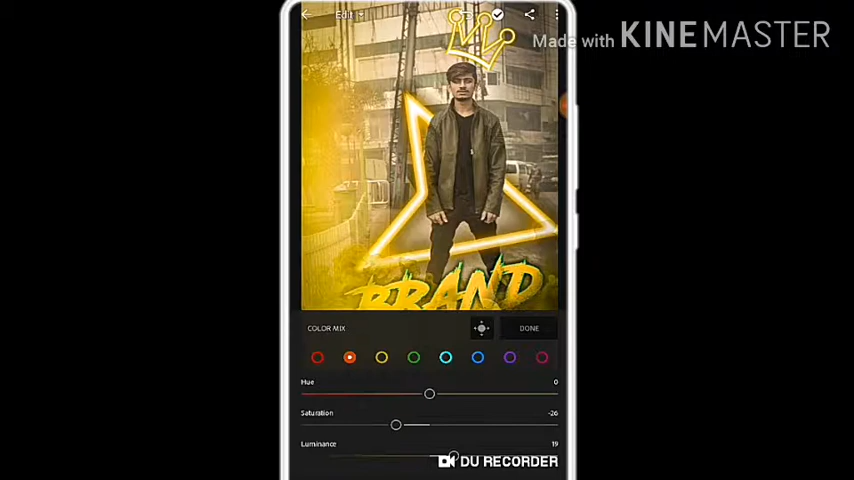 Edit
Made with KINEMASTER
BRAND
COLOR MIX
DONE
Hue 0
Saturation -26
Luminance 19
DU RECORDER